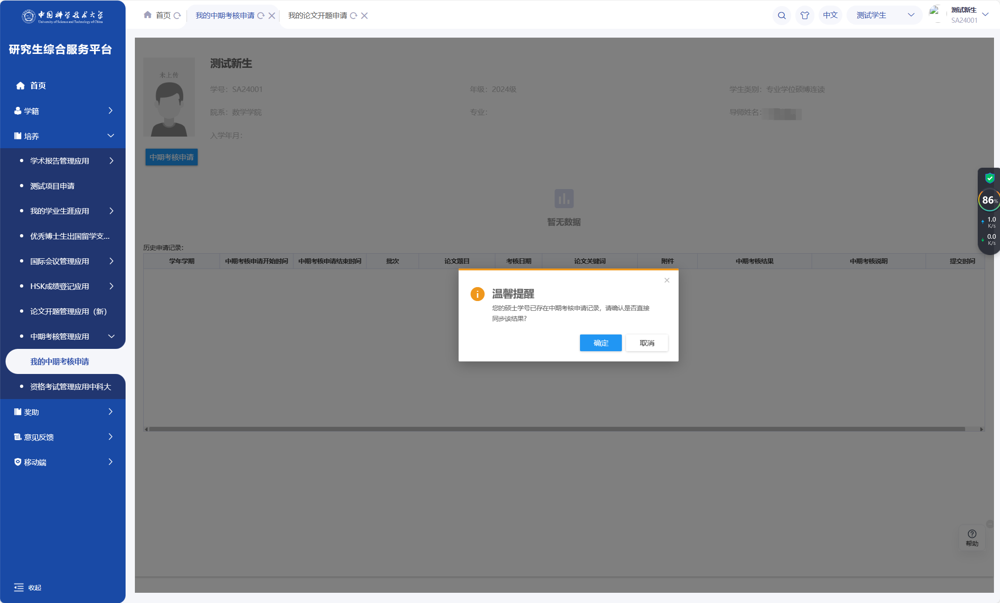 中国科学技术大学
University of Science and Technology of China
研究生综合服务平台
首页
学籍
培养
学术报告管理应用
测试项目申请
我的学业生涯应用
优秀博士生出国留学支...
国际会议管理应用
HSK成绩登记应用
论文开题管理应用（新）
中期考核管理应用
我的中期考核申请
资格考试管理应用中科大
奖助
意见反馈
移动端
收起
首页
我的中期考核申请
我的论文开题申请
中文
测试学生
测试新生
SA24001
未上传
测试新生
学号：SA24001
年级：2024级
学生类别：专业学位硕博连读
院系：数学学院
专业：
导师姓名：
入学年月：
中期考核申请
暂无数据
历史申请记录：
学年学期 中期考核申请开始时间 中期考核申请结束时间 批次 论文题目 考核日期 论文关键词 附件 中期考核结果 中期考核说明 提交时间
温馨提醒
您的硕士学号已存在中期考核申请记录，请确认是否直接
同步该结果?
确定
取消
86%
1.0
K/s
0.0
K/s
帮助